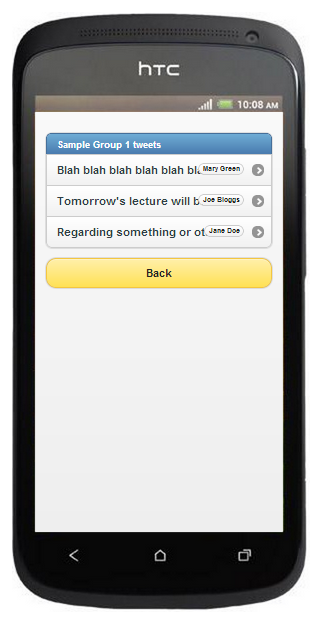 hTC
10:08 AM
Sample Group 1 tweets
Blah blah blah blah blah bla Mary Green
Tomorrow's lecture will b Joe Bloggs
Regarding something or ot Jane Doe
Back